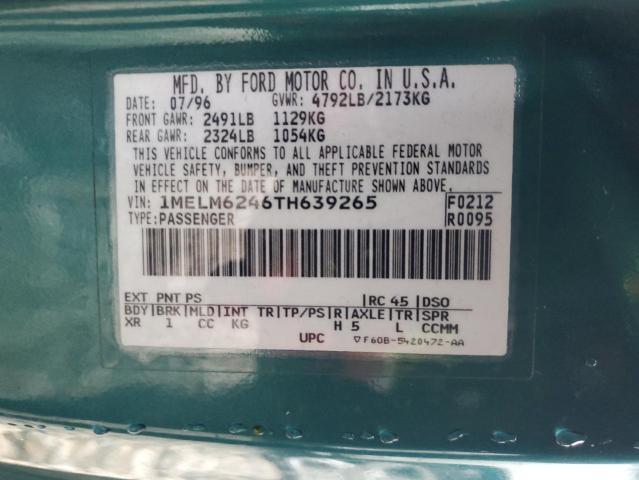 MFD. BY FORD MOTOR CO. IN U.S.A.
DATE: 07/96 GVWR: 4792LB/2173KG
FRONT GAWR: 2491LB 1129KG
REAR GAWR: 2324LB 1054KG
THIS VEHICLE CONFORMS TO ALL APPLICABLE FEDERAL MOTOR
VEHICLE SAFETY, BUMPER, AND THEFT PREVENTION STANDARDS
IN EFFECT ON THE DATE OF MANUFACTURE SHOWN ABOVE.
VIN: 1MELM6246TH639265 F0212
TYPE: PASSENGER R0095
EXT PNT PS RC 45 DSO
BDY BRK MLD INT TR TP/PS R AXLE TR SPR
XR 1 CC KG H 5 L CCMM
UPC ▽F60B-5420472-AA